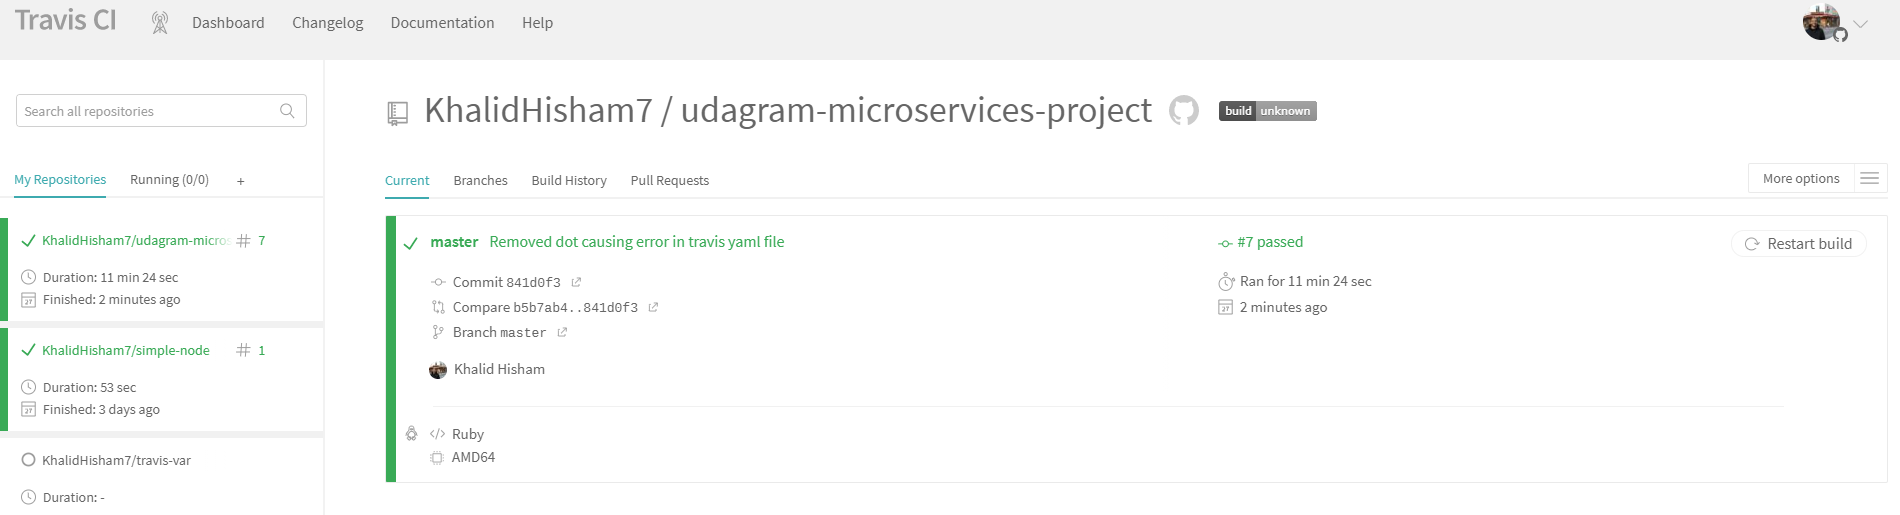 Travis CI
Dashboard
Changelog
Documentation
Help
Search all repositories
My Repositories
Running (0/0)
+
KhalidHisham7/udagram-micros
# 7
Duration: 11 min 24 sec
Finished: 2 minutes ago
KhalidHisham7/simple-node
# 1
Duration: 53 sec
Finished: 3 days ago
KhalidHisham7/travis-var
Duration: -
KhalidHisham7 / udagram-microservices-project
build unknown
Current
Branches
Build History
Pull Requests
More options
master Removed dot causing error in travis yaml file
Commit 841d0f3
Compare b5b7ab4..841d0f3
Branch master
Khalid Hisham
#7 passed
Ran for 11 min 24 sec
2 minutes ago
Restart build
Ruby
AMD64